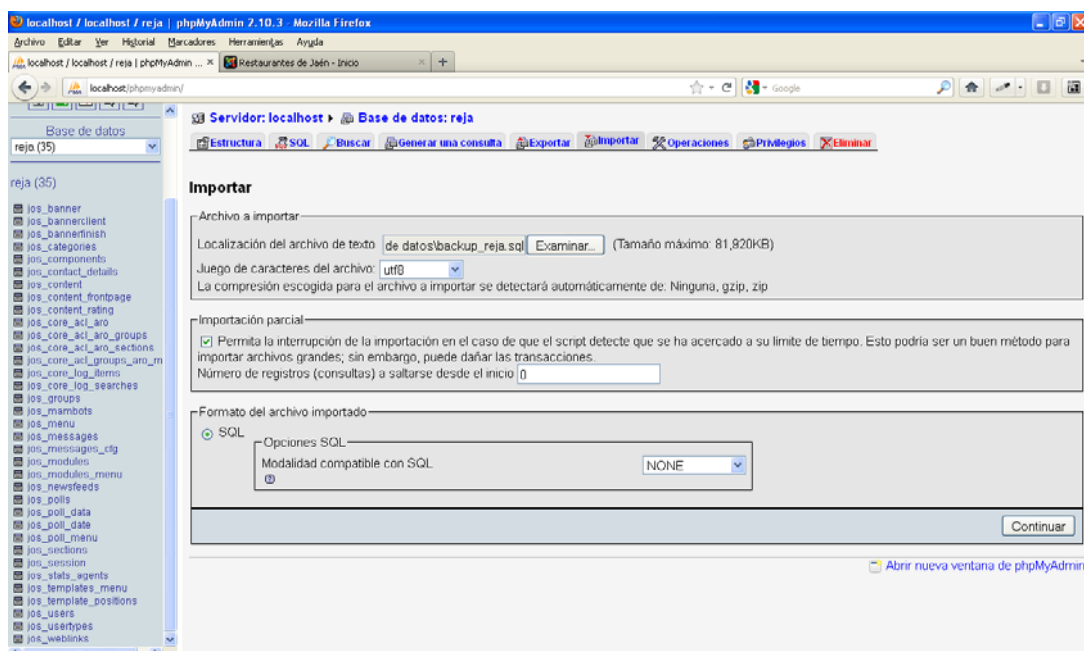 localhost / localhost / reja | phpMyAdmin 2.10.3 - Mozilla Firefox
Archivo Editar Ver Historial Marcadores Herramientas Ayuda
localhost / localhost / reja | phpMyAdmin ... × Restaurantes de Jaén - Inicio × +
localhost/phpmyadmin/
Google
Base de datos
reja (35)
reja (35)
jos_banner
jos_bannerclient
jos_bannerfinish
jos_categories
jos_components
jos_contact_details
jos_content
jos_content_frontpage
jos_content_rating
jos_core_acl_aro
jos_core_acl_aro_groups
jos_core_acl_aro_sections
jos_core_acl_groups_aro_m
jos_core_log_items
jos_core_log_searches
jos_groups
jos_mambots
jos_menu
jos_messages
jos_messages_cfg
jos_modules
jos_modules_menu
jos_newsfeeds
jos_polls
jos_poll_data
jos_poll_date
jos_poll_menu
jos_sections
jos_session
jos_stats_agents
jos_templates_menu
jos_template_positions
jos_users
jos_usertypes
jos_weblinks
Servidor: localhost ▸ Base de datos: reja
Estructura SQL Buscar Generar una consulta Exportar Importar Operaciones Privilegios Eliminar
Importar
Archivo a importar
Localización del archivo de texto de datos\backup_reja.sql Examinar... (Tamaño máximo: 81,920KB)
Juego de caracteres del archivo: utf8
La compresión escogida para el archivo a importar se detectará automáticamente de: Ninguna, gzip, zip
Importación parcial
Permita la interrupción de la importación en el caso de que el script detecte que se ha acercado a su límite de tiempo. Esto podría ser un buen método para
importar archivos grandes; sin embargo, puede dañar las transacciones.
Número de registros (consultas) a saltarse desde el inicio 0
Formato del archivo importado
SQL
Opciones SQL
Modalidad compatible con SQL NONE
Continuar
Abrir nueva ventana de phpMyAdmin